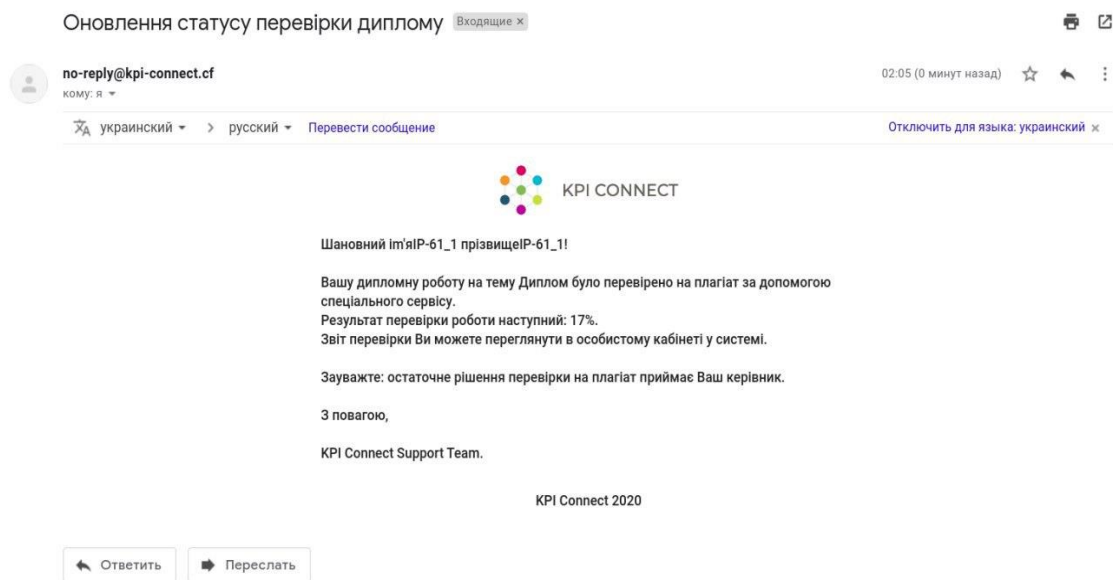 Оновлення статусу перевірки диплому Входящие ×
no-reply@kpi-connect.cf 02:05 (0 минут назад)
кому: я
украинский > русский Перевести сообщение Отключить для языка: украинский ×
KPI CONNECT
Шановний ім'яІР-61_1 прізвищеІР-61_1!
Вашу дипломну роботу на тему Диплом було перевірено на плагіат за допомогою
спеціального сервісу.
Результат перевірки роботи наступний: 17%.
Звіт перевірки Ви можете переглянути в особистому кабінеті у системі.
Зауважте: остаточне рішення перевірки на плагіат приймає Ваш керівник.
З повагою,
KPI Connect Support Team.
KPI Connect 2020
Ответить Переслать